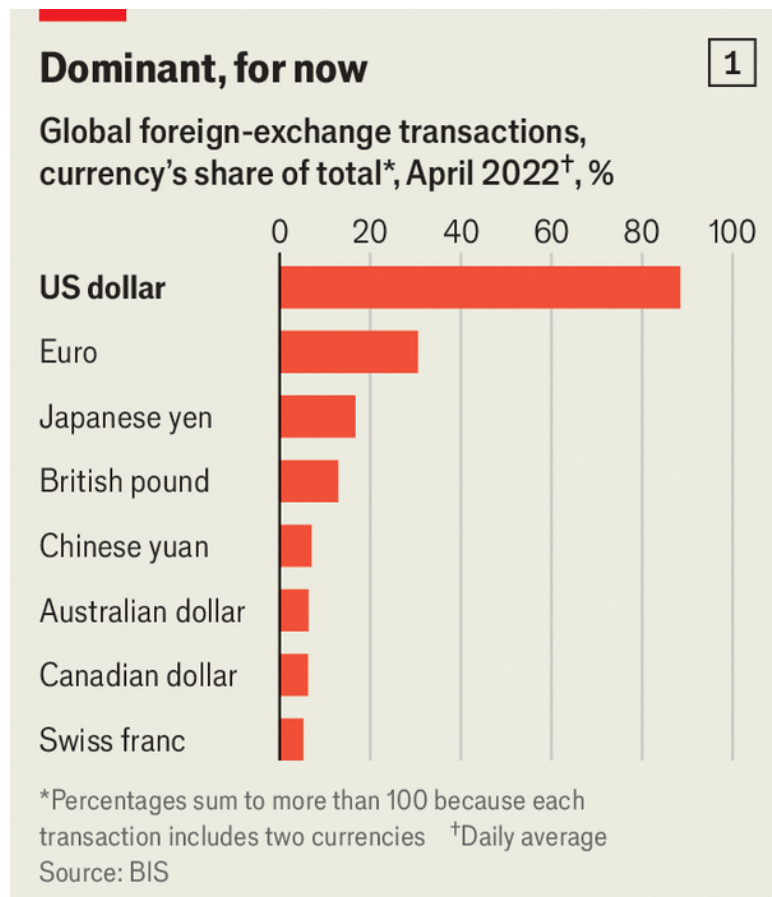 Dominant, for now
1
Global foreign-exchange transactions,
currency’s share of total*, April 2022†, %
0 20 40 60 80 100
US dollar
Euro
Japanese yen
British pound
Chinese yuan
Australian dollar
Canadian dollar
Swiss franc
*Percentages sum to more than 100 because each
transaction includes two currencies †Daily average
Source: BIS